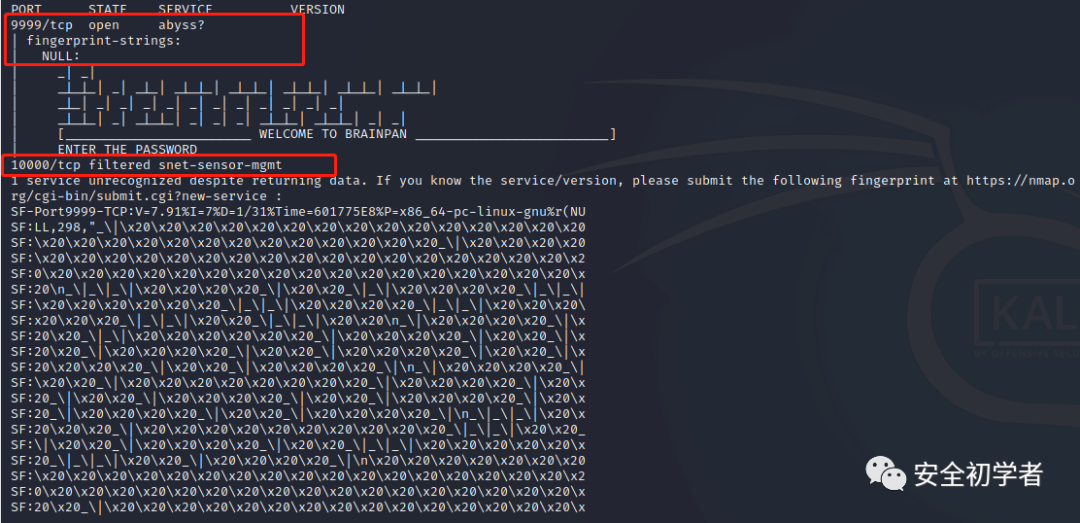 PORT STATE SERVICE VERSION
9999/tcp open abyss?
| fingerprint-strings:
| NULL:
| _| _|
| _|_|_| _| _|_| _|_|_| _|_|_| _|_|_| _|_|_| _|_|_|
| _|_| _| _| _| _| _| _| _| _| _| _|
| _|_|_| _| _|_|_| _| _| _| _|_|_| _| _|
| [________________________ WELCOME TO BRAINPAN _________________________]
| ENTER THE PASSWORD
10000/tcp filtered snet-sensor-mgmt
1 service unrecognized despite returning data. If you know the service/version, please submit the following fingerprint at https://nmap.o
rg/cgi-bin/submit.cgi?new-service :
SF-Port9999-TCP:V=7.91%I=7%D=1/31%Time=601775E8%P=x86_64-pc-linux-gnu%r(NU
SF:LL,298,"_\|\x20\x20\x20\x20\x20\x20\x20\x20\x20\x20\x20\x20\x20\x20\x20
SF:\x20\x20\x20\x20\x20\x20\x20\x20\x20\x20\x20\x20_\|\x20\x20\x20\x20\x20
SF:\x20\x20\x20\x20\x20\x20\x20\x20\x20\x20\x20\x20\x20\x20\x20\x20\x20\x2
SF:0\x20\x20\x20\x20\x20\x20\x20\x20\x20\x20\x20\x20\x20\x20\x20\x20\x20\x
SF:20\n_\|_\|_\|\x20\x20\x20\x20_\|\x20\x20_\|_\|\x20\x20\x20\x20_\|_\|_\|
SF:\x20\x20\x20\x20\x20\x20_\|_\|_\|\x20\x20\x20\x20_\|_\|_\|\x20\x20\x20\
SF:x20\x20\x20_\|_\|_\|\x20\x20_\|_\|_\|\x20\x20\n_\|\x20\x20\x20\x20_\|\x
SF:20\x20_\|_\|\x20\x20\x20\x20\x20\x20_\|\x20\x20\x20\x20\x20\x20_\|\x20\x
SF:20\x20_\|\x20\x20\x20\x20_\|\x20\x20_\|\x20\x20\x20\x20_\|\x20\x20_\|\x
SF:20\x20\x20\x20_\|\x20\x20_\|\x20\x20\x20\x20_\|\n_\|\x20\x20\x20\x20_\|
SF:\x20\x20_\|\x20\x20\x20\x20\x20\x20_\|\x20\x20\x20\x20_\|\x20\x20_\|\x20\x
SF:20_\|\x20\x20_\|\x20\x20\x20\x20_\|\x20\x20_\|\x20\x20\x20\x20_\|\x20\x
SF:20_\|\x20\x20\x20\x20_\|\x20\x20_\|\x20\x20\x20\x20_\|\n_\|_\|_\|\x20\x
SF:20\x20\x20_\|\x20\x20\x20\x20\x20\x20\x20\x20_\|_\|_\|\x20\x20_
SF:\|\x20\x20_\|\x20\x20\x20\x20_\|\x20\x20_\|_\|_\|\x20\x20\x20\x20\x20\x
SF:20_\|_\|_\|\x20\x20_\|\x20\x20\x20\x20_\|\n\x20\x20\x20\x20\x20\x20\x20
SF:\x20\x20\x20\x20\x20\x20\x20\x20\x20\x20\x20\x20\x20\x20\x20\x20\x20\x2
SF:0\x20\x20\x20\x20\x20\x20\x20\x20\x20\x20\x20\x20\x20\x20\x20\x20\x20\x
SF:20\x20_\|\x20\x20\x20\x20\x20\x20\x20\x20\x20\x20\x20\x20\x20\x20\x20\x
KAL
安全初学者